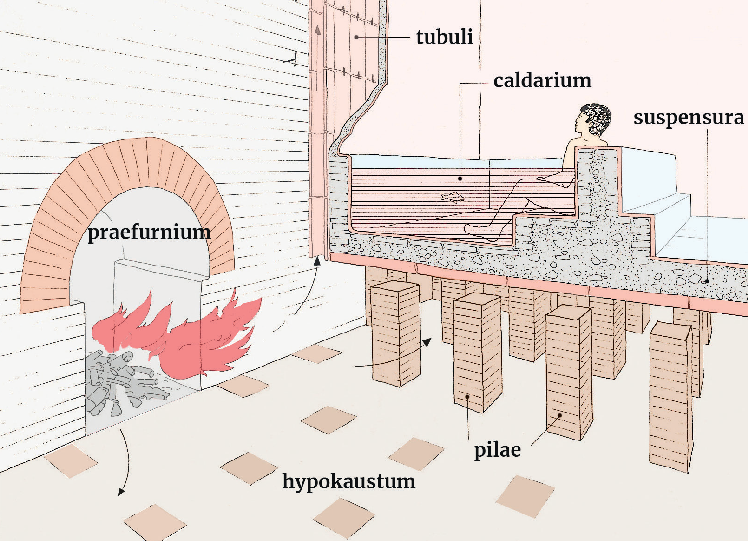 tubuli
caldarium
suspensura
praefurnium
pilae
hypokaustum